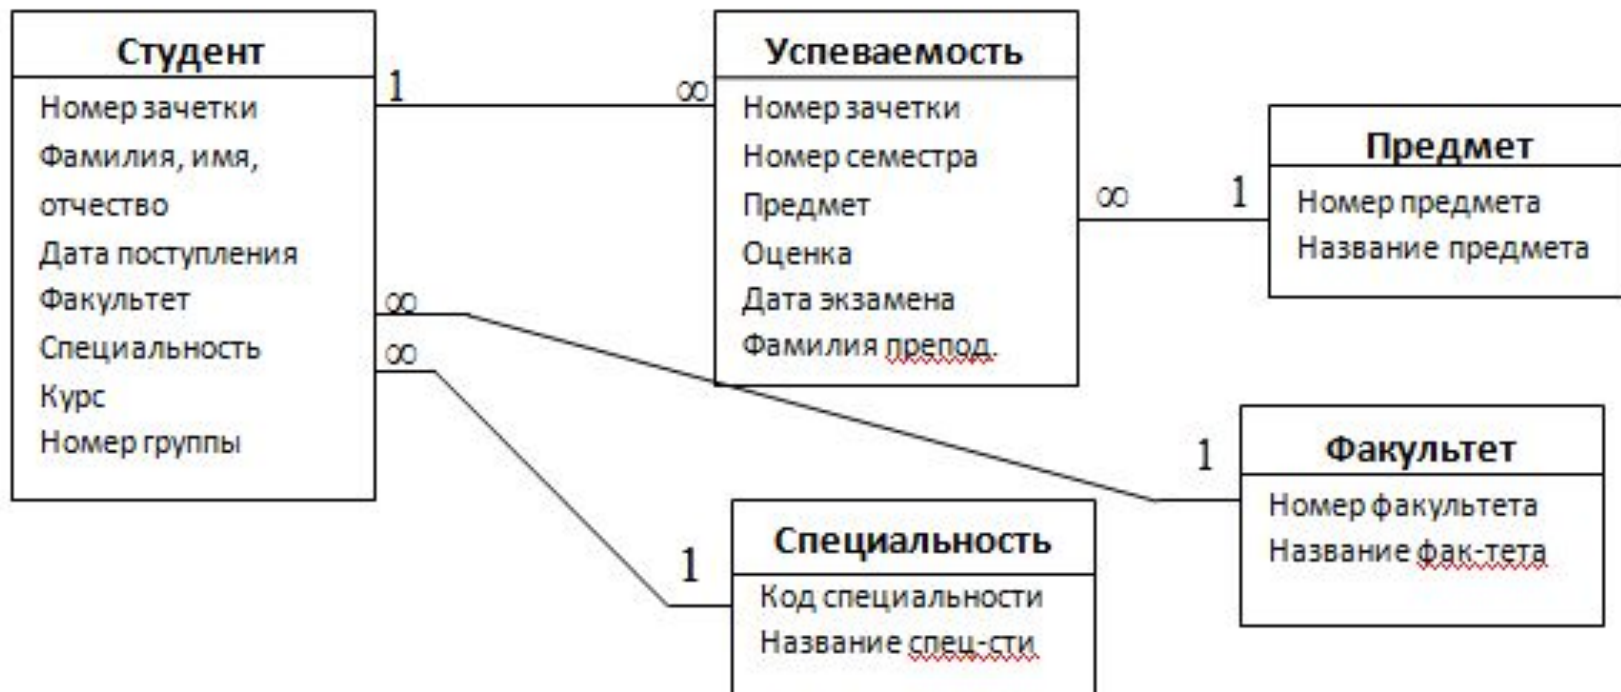 Студент
1
Номер зачетки
Фамилия, имя,
отчество
Дата поступления
Факультет
∞
Специальность
∞
Курс
Номер группы
Успеваемость
∞
Номер зачетки
Номер семестра
Предмет
Оценка
Дата экзамена
Фамилия препод.
∞
1
Предмет
Номер предмета
Название предмета
1
Специальность
Код специальности
Название спец-сти
1
Факультет
Номер факультета
Название фак-тета